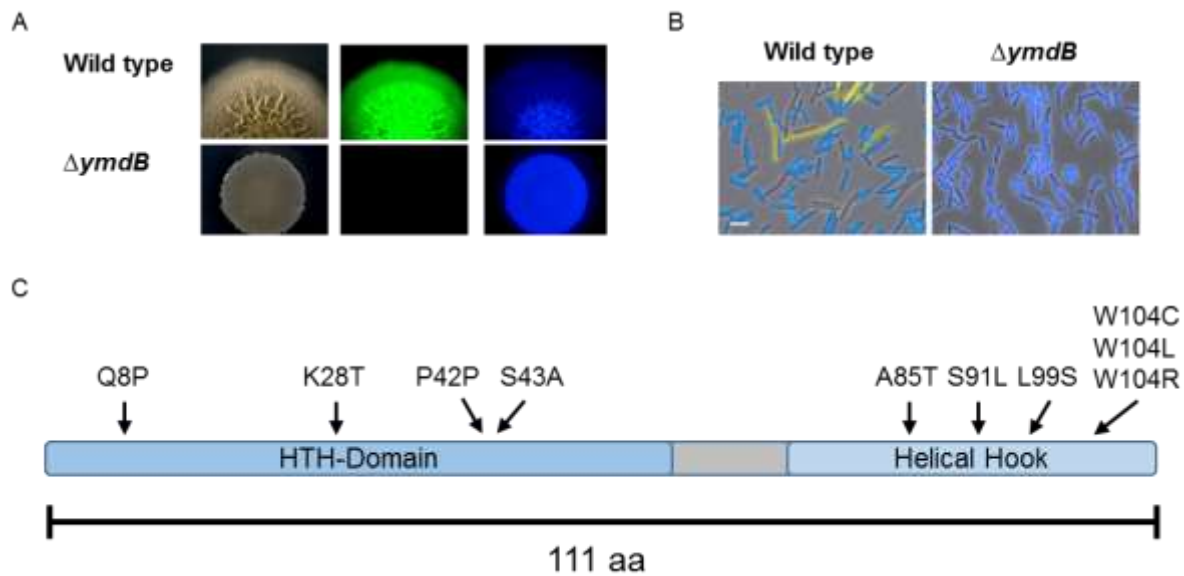 A
Wild type
ΔymdB
B
Wild type ΔymdB
C
Q8P K28T P42P S43A A85T S91L L99S W104C
W104L
W104R
HTH-Domain Helical Hook
111 aa